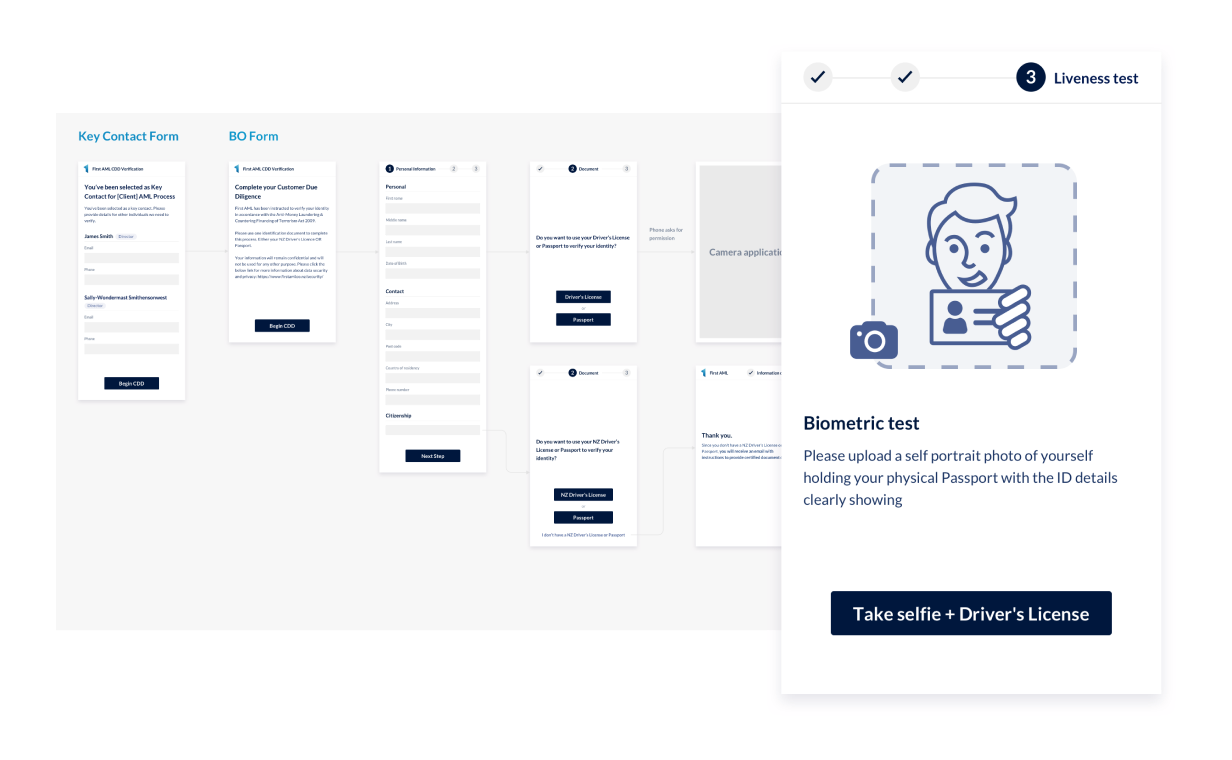 Key Contact Form
First AML CDD Verification
You've been selected as Key
Contact for [Client] AML Process
You've been selected as a key contact. Please
provide details for other individuals we need to
verify.
James Smith Director
Email
Phone
Sally-Wondermast Smithensonwest
Director
Email
Phone
Begin CDD
BO Form
First AML CDD Verification
Complete your Customer Due
Diligence
First AML has been instructed to verify your identity
in accordance with the Anti-Money Laundering &
Countering Financing of Terrorism Act 2009.
Please use one identification document to complete
this process. Either your NZ Driver's License OR
Passport
Your information will remain confidential and will
not be used for any other purpose. Please click the
below link for more information about data security
and privacy:
Begin CDD
1 Personal Information 2 3
Personal
First name
Middle name
Last name
Date of Birth
Contact
Address
City
Postcode
Country of residency
Phone number
Citizenship
Next Step
2 Document 3
Do you want to use your Driver's License
or Passport to verify your identity?
Driver's License
or
Passport
2 Document 3
Do you want to use your NZ Driver's
License or Passport to verify your
identity?
NZ Driver's License
or
Passport
I don't have a NZ Driver's License or Passport
Phone asks for
permission
Camera applicatio
First AML Information
Thank you.
Since you don't have a NZ Driver's License o
Passport, you will receive an email with
instructions to provide certified document
3 Liveness test
Biometric test
Please upload a self portrait photo of yourself
holding your physical Passport with the ID details
clearly showing
Take selfie + Driver's License